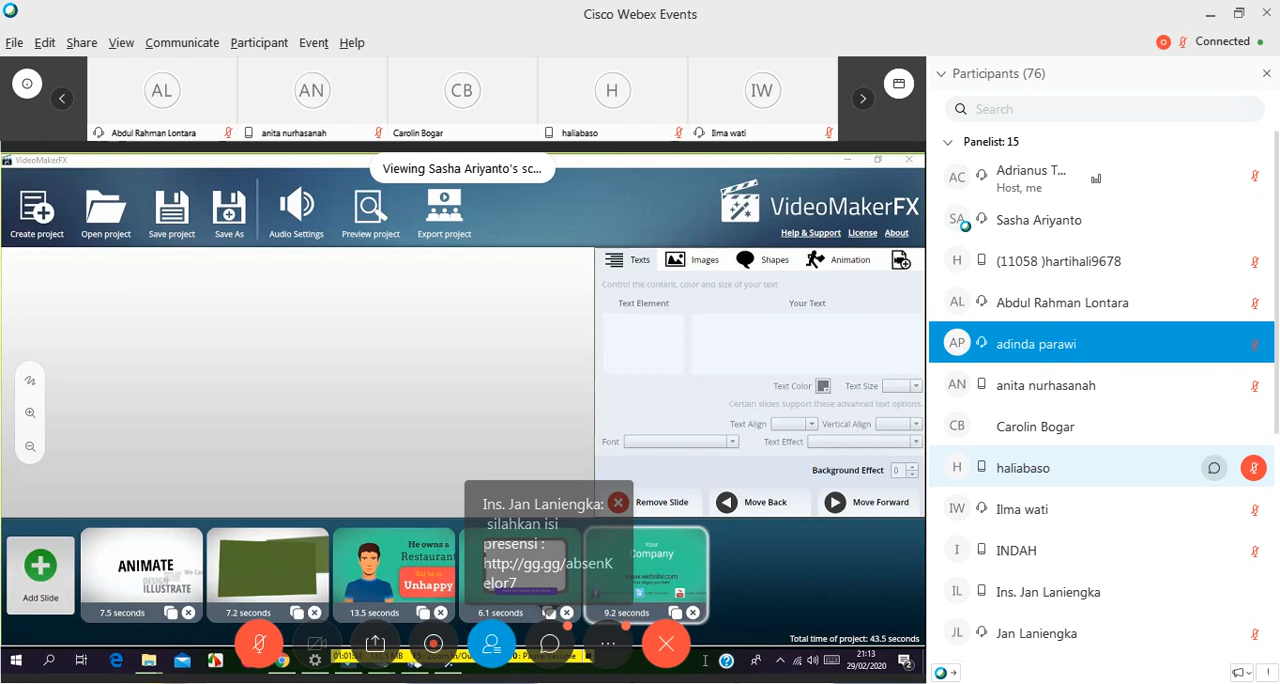 Cisco Webex Events
File Edit Share View Communicate Participant Event Help
Connected
AL
AN
CB
H
IW
Abdul Rahman Lontara
anita nurhasanah
Carolin Bogar
haliabaso
Ilma wati
VideoMakerFX
Viewing Sasha Ariyanto's sc...
Create project
Open project
Save project
Save As
Audio Settings
Preview project
Export project
VideoMakerFX
Help & Support License About
Texts
Images
Shapes
Animation
Control the content, color and size of your text
Text Element
Your Text
Text Color
Text Size
Certain slides support these advanced text options.
Text Align
Vertical Align
Font
Text Effect
Background Effect 0
Remove Slide
Move Back
Move Forward
Ins. Jan Laniengka:
silahkan isi
presensi :
http://gg.gg/absenK
elor7
Add Slide
ANIMATE
DESIGN
ILLUSTRATE
7.5 seconds
7.2 seconds
He owns a
Restaurant
Unhappy
13.5 seconds
6.1 seconds
Your
Company
www.website.com
9.2 seconds
Total time of project: 43.5 seconds
21:13
29/02/2020
2
Participants (76)
Search
Panelist: 15
AC Adrianus T...
Host, me
SA Sasha Ariyanto
H (11058 )hartihali9678
AL Abdul Rahman Lontara
AP adinda parawi
AN anita nurhasanah
CB Carolin Bogar
H haliabaso
IW Ilma wati
I INDAH
IL Ins. Jan Laniengka
JL Jan Laniengka